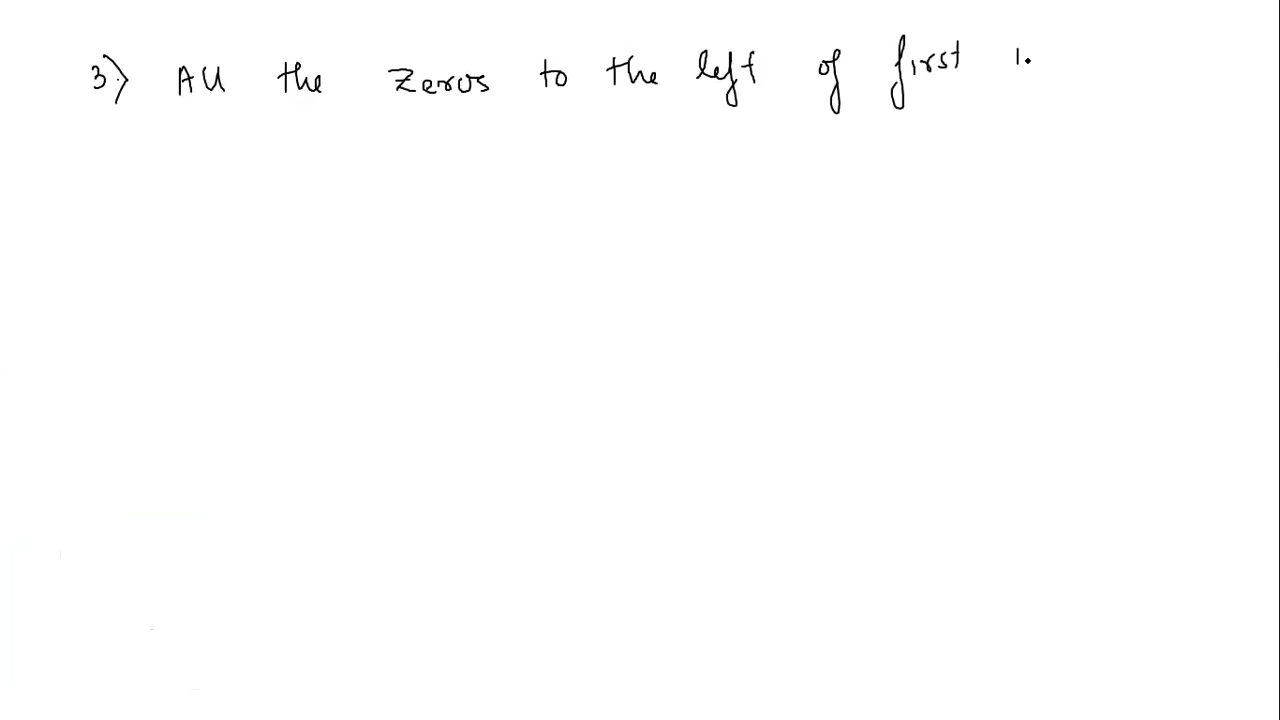 3.) All the zeros to the left of first 1.